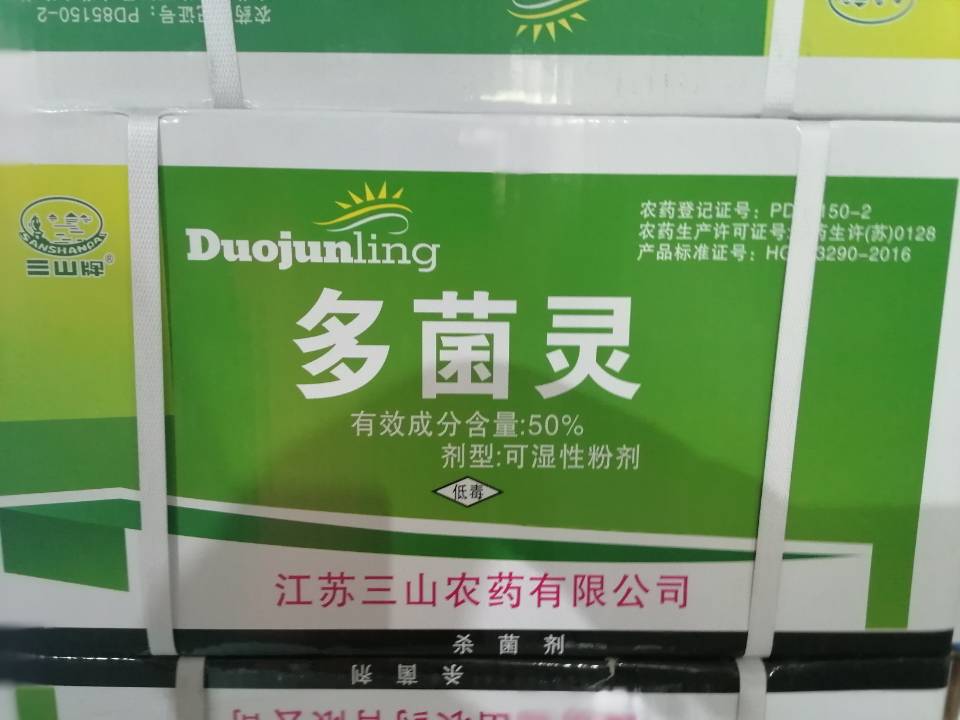 农药登记证号：PD85150-2
SANSHANPAI
三山牌®
Duojunling
农药登记证号：PD 150-2
农药生产许可证号: 药生许(苏)0128
产品标准证号：HG 3290-2016
多菌灵
有效成分含量:50%
剂型:可湿性粉剂
低毒
江苏三山农药有限公司
杀菌剂
杀菌剂